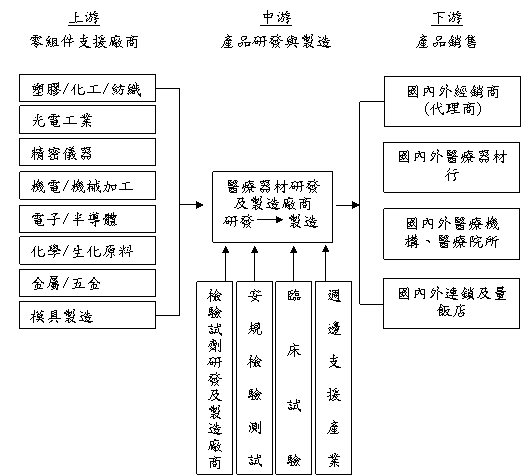 上游
零組件支援廠商
塑膠/化工/紡織
光電工業
精密儀器
機電/機械加工
電子/半導體
化學/生化原料
金屬/五金
模具製造
中游
產品研發與製造
醫療器材研發
及製造廠商
研發 製造
檢驗試劑研發及製造廠商
安規檢驗測試
臨床試驗
週邊支援產業
下游
產品銷售
國內外經銷商
(代理商)
國內外醫療器材
行
國內外醫療機
構、醫療院所
國內外連鎖及量
飯店